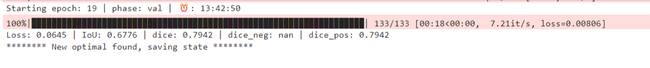 Starting epoch: 19 | phase: val | ⏰: 13:42:50
100%|██████████████████████████████████████████████████| 133/133 [00:18<00:00, 7.21it/s, loss=0.00806]
Loss: 0.0645 | IoU: 0.6776 | dice: 0.7942 | dice_neg: nan | dice_pos: 0.7942
******** New optimal found, saving state ********